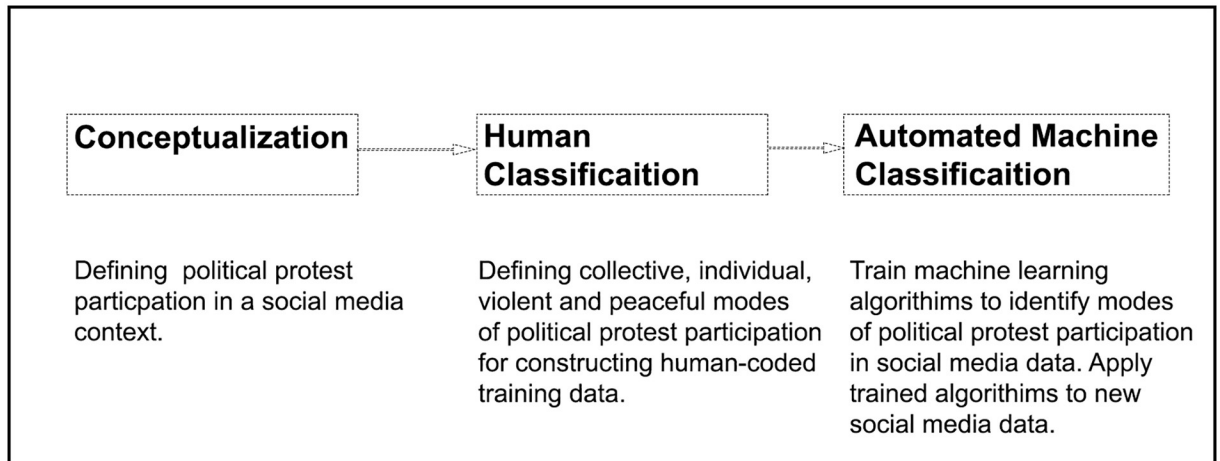 Conceptualization
Human
Classificaition
Automated Machine
Classificaition
Defining political protest
particpation in a social media
context.
Defining collective, individual,
violent and peaceful modes
of political protest participation
for constructing human-coded
training data.
Train machine learning
algorithims to identify modes
of political protest participation
in social media data. Apply
trained algorithims to new
social media data.